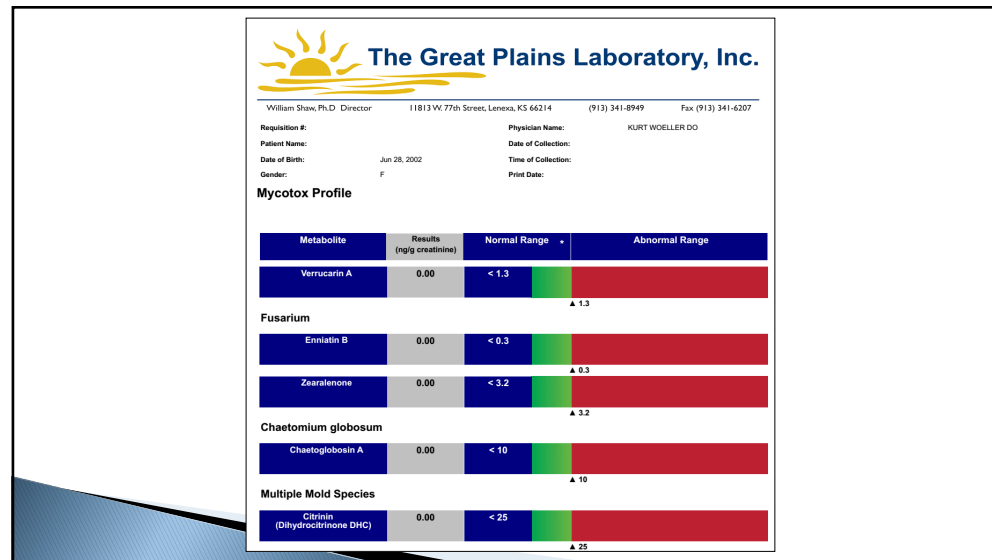 The Great Plains Laboratory, Inc.
William Shaw, Ph.D Director 11813 W. 77th Street, Lenexa, KS 66214 (913) 341-8949 Fax (913) 341-6207
Requisition #: Physician Name: KURT WOELLER DO
Patient Name: Date of Collection:
Date of Birth: Jun 28, 2002 Time of Collection:
Gender: F Print Date:
Mycotox Profile
Metabolite Results Normal Range * Abnormal Range
(ng/g creatinine)
Verrucarin A 0.00 < 1.3
▲ 1.3
Fusarium
Enniatin B 0.00 < 0.3
▲ 0.3
Zearalenone 0.00 < 3.2
▲ 3.2
Chaetomium globosum
Chaetoglobosin A 0.00 < 10
▲ 10
Multiple Mold Species
Citrinin 0.00 < 25
(Dihydrocitrinone DHC)
▲ 25